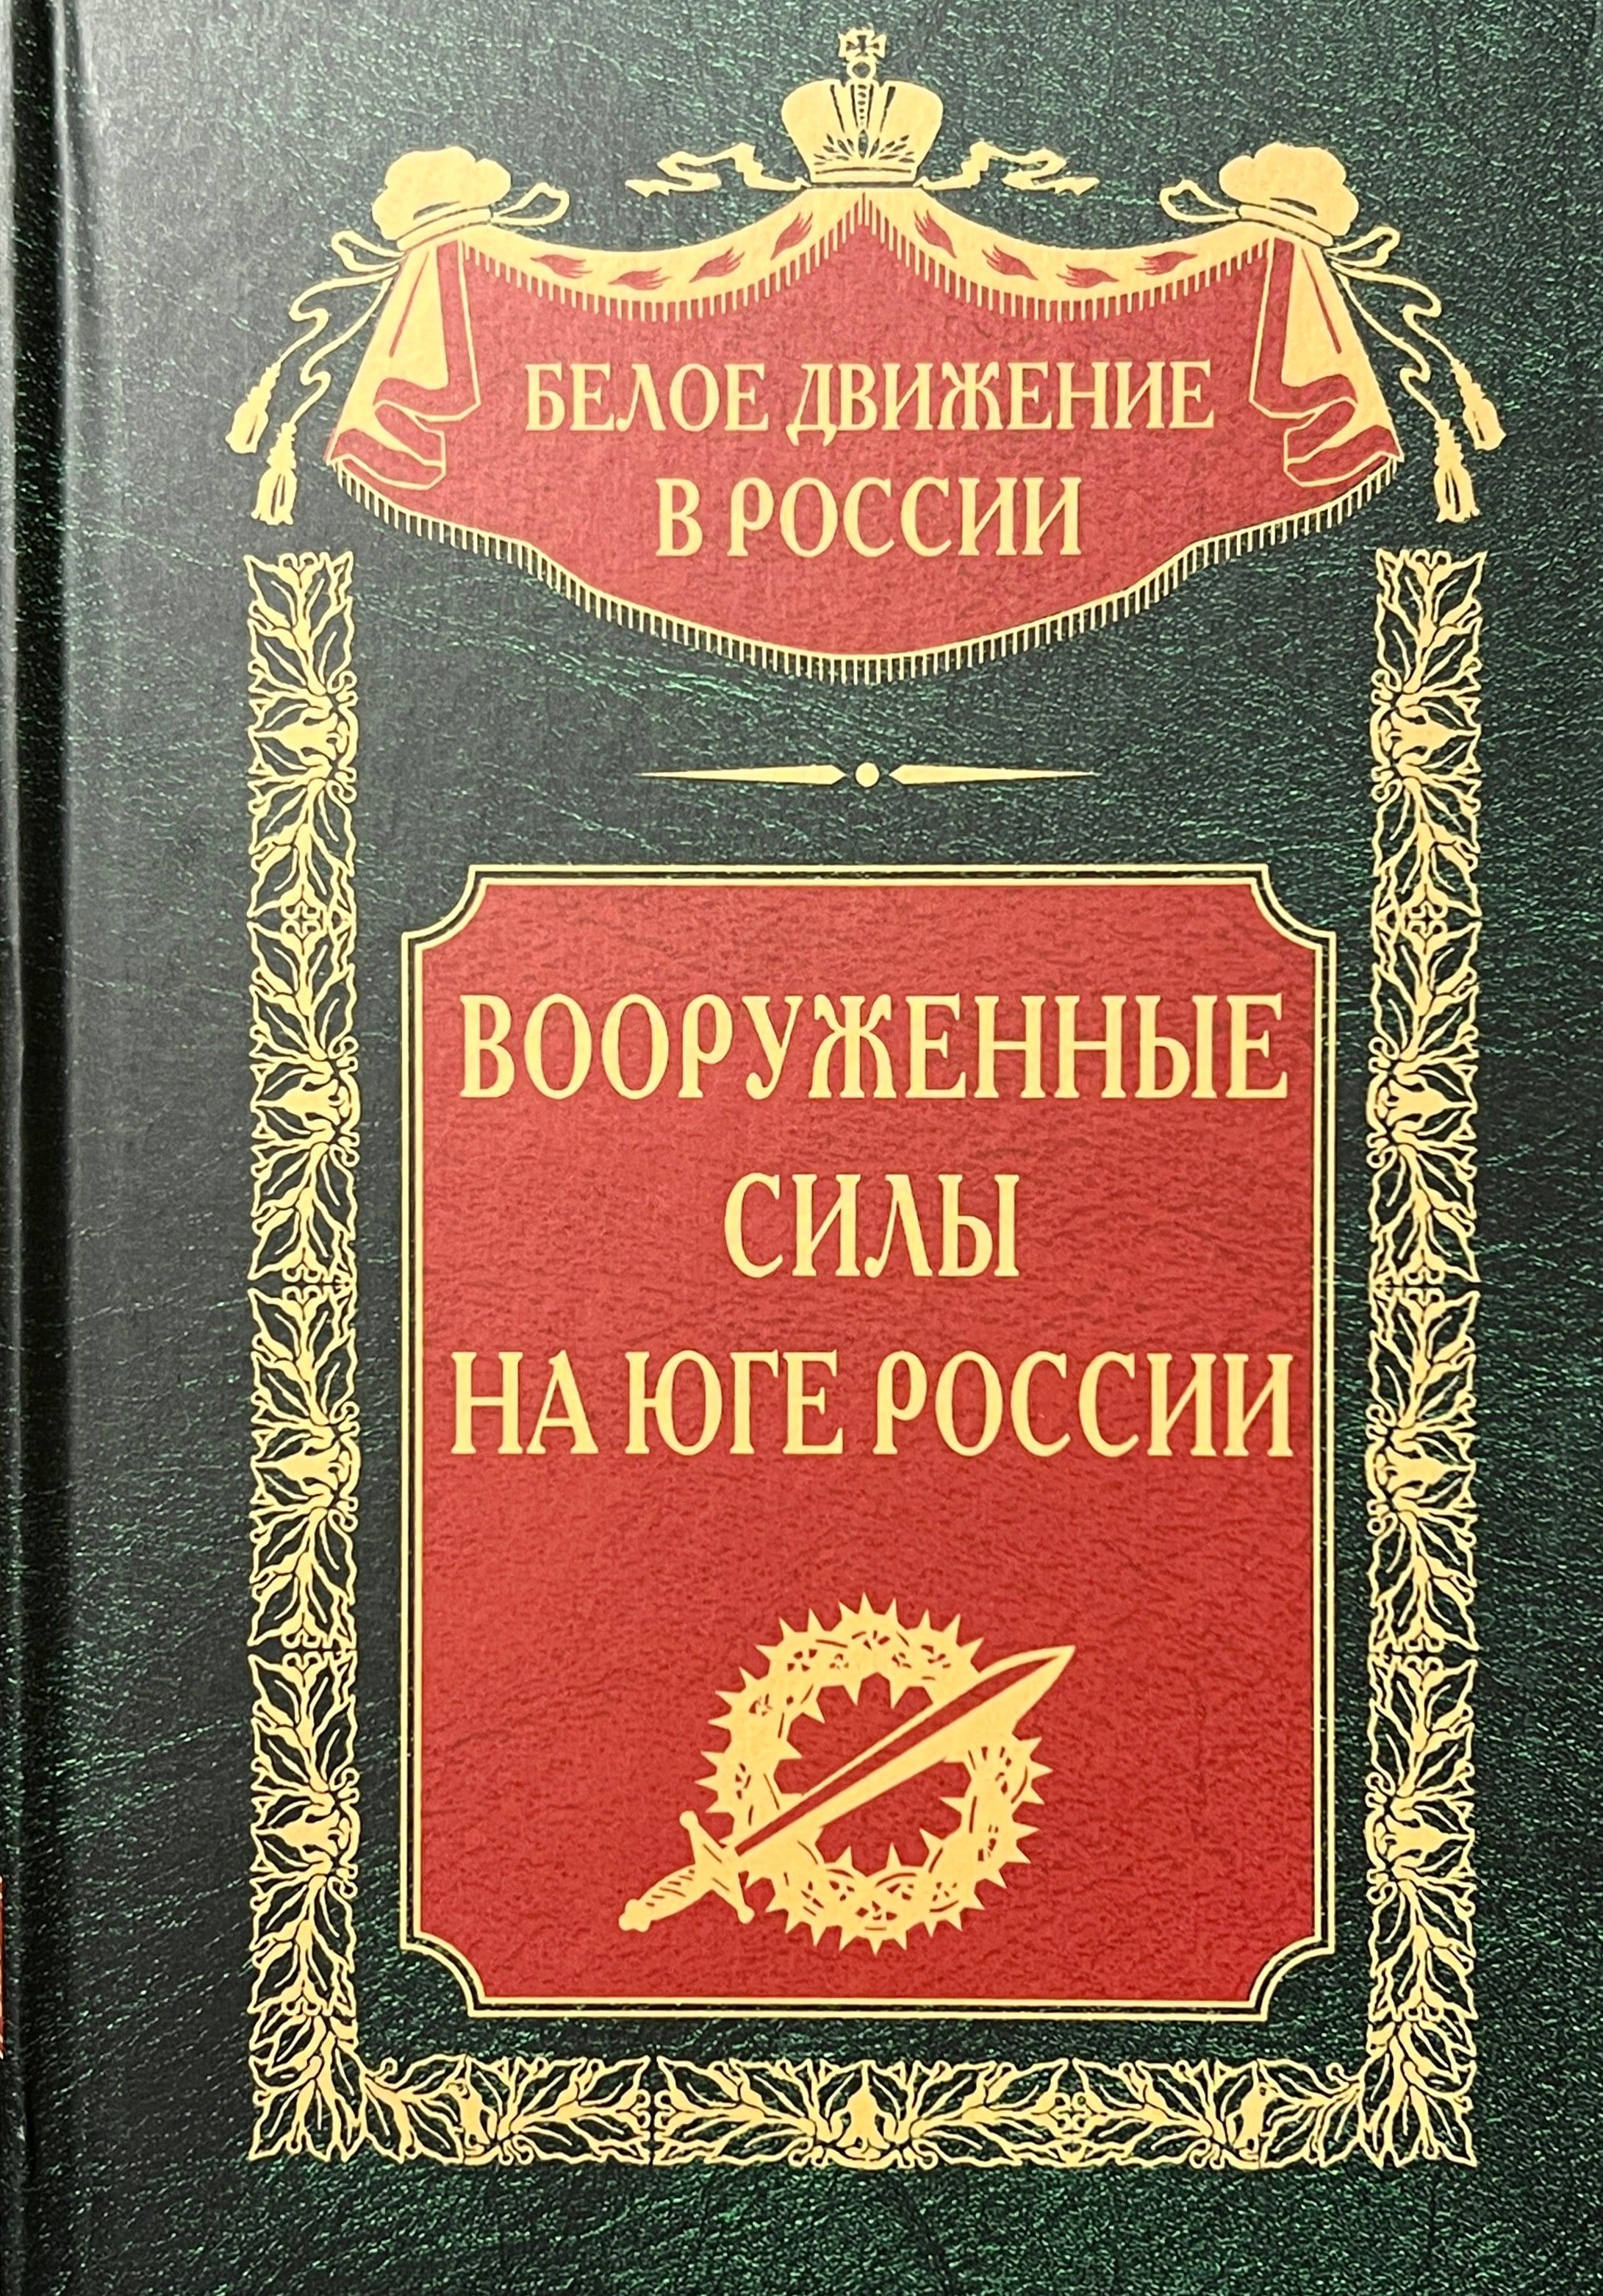 БЕЛОЕ ДВИЖЕНИЕ
В РОССИИ
ВООРУЖЕННЫЕ
СИЛЫ
НА ЮГЕ РОССИИ